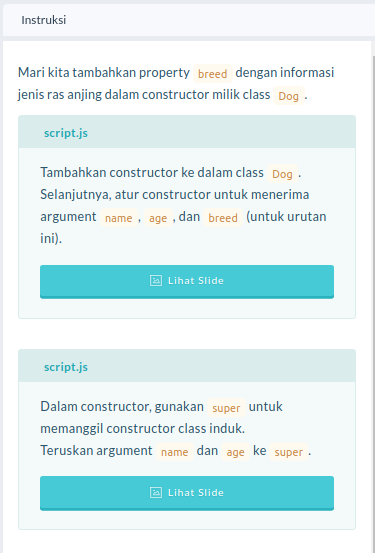 Instruksi
Mari kita tambahkan property breed dengan informasi
jenis ras anjing dalam constructor milik class Dog .
script.js
Tambahkan constructor ke dalam class Dog .
Selanjutnya, atur constructor untuk menerima
argument name , age , dan breed (untuk urutan
ini).
Lihat Slide
script.js
Dalam constructor, gunakan super untuk
memanggil constructor class induk.
Teruskan argument name dan age ke super .
Lihat Slide